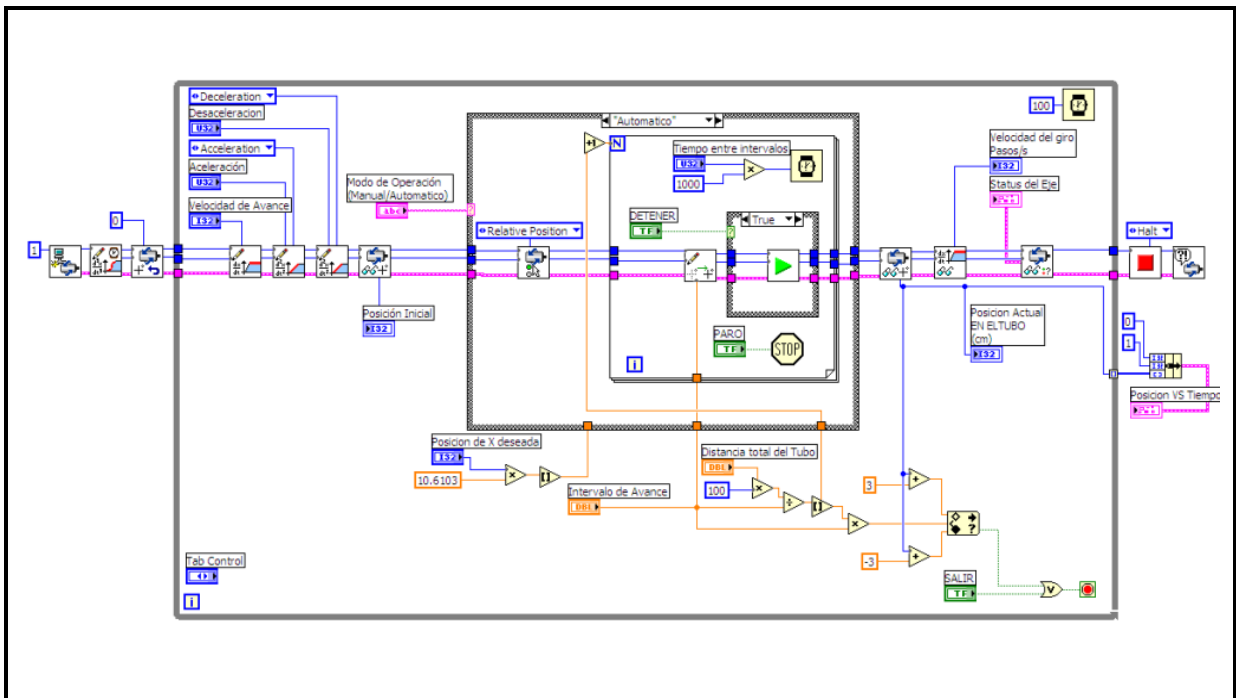 Deceleration
Desaceleracion
U32
Acceleration
Aceleración
U32
Velocidad de Avance
I32
0
1
Posición Inicial
I32
Modo de Operación
(Manual/Automatico)
abc
"Automatico"
+1
N
Tiempo entre intervalos
U32
1000
DETENER
TF
True
Relative Position
PARO
TF
STOP
i
100
Velocidad del giro
Pasos/s
I32
Status del Eje
Halt
Posicion Actual
EN ELTUBO
(cm)
I32
0
1
Posicion VS Tiempo
Posicion de X deseada
I32
10.6103
Intervalo de Avance
DBL
Distancia total del Tubo
DBL
100
3
-3
SALIR
TF
Tab Control
i